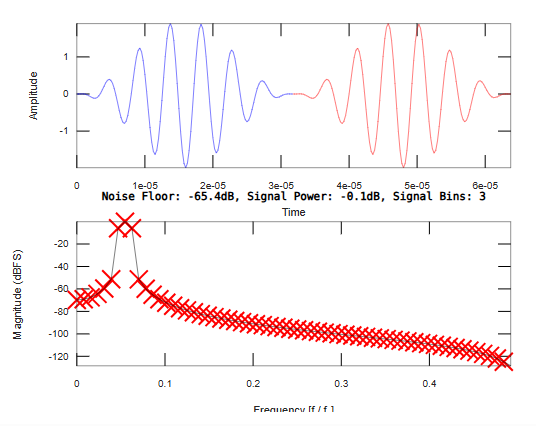 Amplitude
1
0
-1
0
1e-05
2e-05
3e-05
4e-05
5e-05
6e-05
Noise Floor: -65.4dB, Signal Power: -0.1dB, Signal Bins: 3
Time
Magnitude (dBFS)
-20
-40
-60
-80
-100
-120
0
0.1
0.2
0.3
0.4
Frequency [f / f